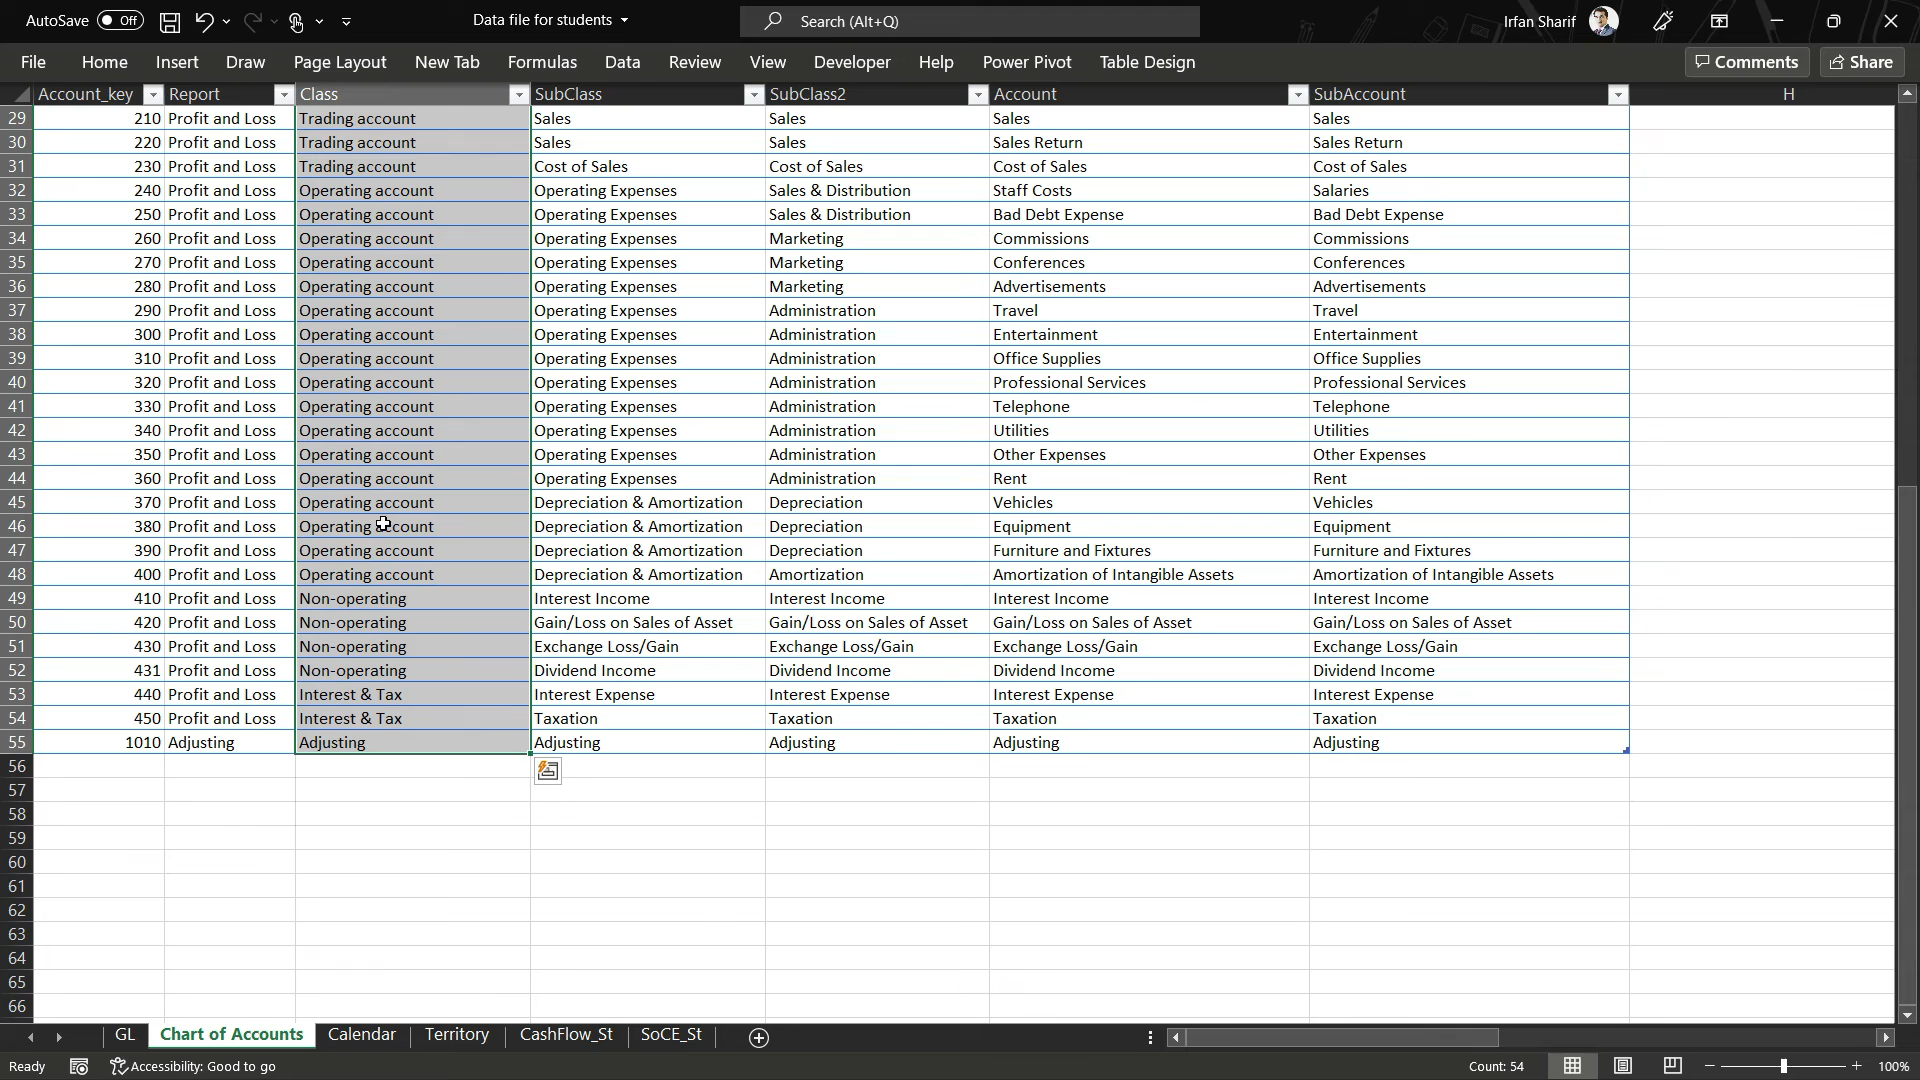 AutoSave Off Data file for students Search (Alt+Q) Irfan Sharif
File Home Insert Draw Page Layout New Tab Formulas Data Review View Developer Help Power Pivot Table Design Comments Share
Account_key Report Class SubClass SubClass2 Account SubAccount H
29 210 Profit and Loss Trading account Sales Sales Sales Sales
30 220 Profit and Loss Trading account Sales Sales Sales Return Sales Return
31 230 Profit and Loss Trading account Cost of Sales Cost of Sales Cost of Sales Cost of Sales
32 240 Profit and Loss Operating account Operating Expenses Sales & Distribution Staff Costs Salaries
33 250 Profit and Loss Operating account Operating Expenses Sales & Distribution Bad Debt Expense Bad Debt Expense
34 260 Profit and Loss Operating account Operating Expenses Marketing Commissions Commissions
35 270 Profit and Loss Operating account Operating Expenses Marketing Conferences Conferences
36 280 Profit and Loss Operating account Operating Expenses Marketing Advertisements Advertisements
37 290 Profit and Loss Operating account Operating Expenses Administration Travel Travel
38 300 Profit and Loss Operating account Operating Expenses Administration Entertainment Entertainment
39 310 Profit and Loss Operating account Operating Expenses Administration Office Supplies Office Supplies
40 320 Profit and Loss Operating account Operating Expenses Administration Professional Services Professional Services
41 330 Profit and Loss Operating account Operating Expenses Administration Telephone Telephone
42 340 Profit and Loss Operating account Operating Expenses Administration Utilities Utilities
43 350 Profit and Loss Operating account Operating Expenses Administration Other Expenses Other Expenses
44 360 Profit and Loss Operating account Operating Expenses Administration Rent Rent
45 370 Profit and Loss Operating account Depreciation & Amortization Depreciation Vehicles Vehicles
46 380 Profit and Loss Operating account Depreciation & Amortization Depreciation Equipment Equipment
47 390 Profit and Loss Operating account Depreciation & Amortization Depreciation Furniture and Fixtures Furniture and Fixtures
48 400 Profit and Loss Operating account Depreciation & Amortization Amortization Amortization of Intangible Assets Amortization of Intangible Assets
49 410 Profit and Loss Non-operating Interest Income Interest Income Interest Income Interest Income
50 420 Profit and Loss Non-operating Gain/Loss on Sales of Asset Gain/Loss on Sales of Asset Gain/Loss on Sales of Asset Gain/Loss on Sales of Asset
51 430 Profit and Loss Non-operating Exchange Loss/Gain Exchange Loss/Gain Exchange Loss/Gain Exchange Loss/Gain
52 431 Profit and Loss Non-operating Dividend Income Dividend Income Dividend Income Dividend Income
53 440 Profit and Loss Interest & Tax Interest Expense Interest Expense Interest Expense Interest Expense
54 450 Profit and Loss Interest & Tax Taxation Taxation Taxation Taxation
55 1010 Adjusting Adjusting Adjusting Adjusting Adjusting Adjusting
56
57
58
59
60
61
62
63
64
65
66
GL Chart of Accounts Calendar Territory CashFlow_St SoCE_St
Ready Accessibility: Good to go Count: 54 100%